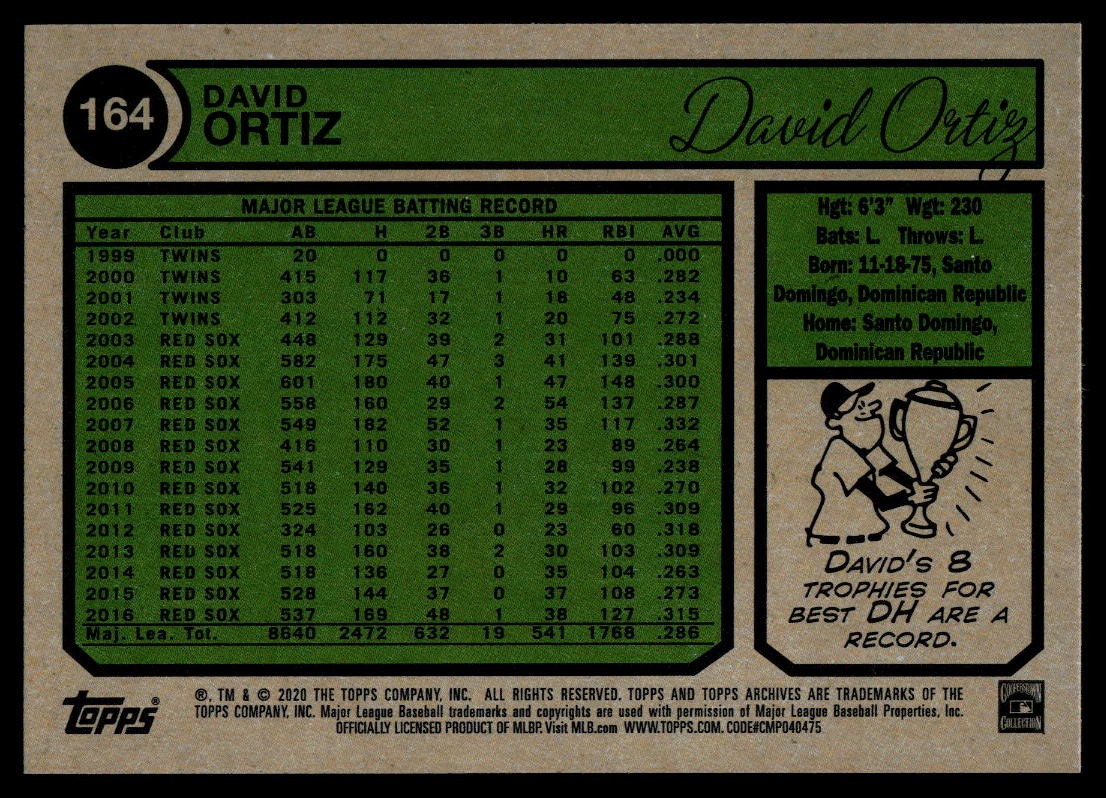 164
DAVID
ORTIZ
David Ortiz
MAJOR LEAGUE BATTING RECORD
Year Club AB H 2B 3B HR RBI AVG
1999 TWINS 20 0 0 0 0 0 .000
2000 TWINS 415 117 36 1 10 63 .282
2001 TWINS 303 71 17 1 18 48 .234
2002 TWINS 412 112 32 1 20 75 .272
2003 RED SOX 448 129 39 2 31 101 .288
2004 RED SOX 582 175 47 3 41 139 .301
2005 RED SOX 601 180 40 1 47 148 .300
2006 RED SOX 558 160 29 2 54 137 .287
2007 RED SOX 549 182 52 1 35 117 .332
2008 RED SOX 416 110 30 1 23 89 .264
2009 RED SOX 541 129 35 1 28 99 .238
2010 RED SOX 518 140 36 1 32 102 .270
2011 RED SOX 525 162 40 1 29 96 .309
2012 RED SOX 324 103 26 0 23 60 .318
2013 RED SOX 518 160 38 2 30 103 .309
2014 RED SOX 518 136 27 0 35 104 .263
2015 RED SOX 528 144 37 0 37 108 .273
2016 RED SOX 537 169 48 1 38 127 .315
Maj. Lea. Tot. 8640 2472 632 19 541 1768 .286
Hgt: 6'3" Wgt: 230
Bats: L. Throws: L.
Born: 11-18-75, Santo
Domingo, Dominican Republic
Home: Santo Domingo,
Dominican Republic
DAVID'S 8
TROPHIES FOR
BEST DH ARE A
RECORD.
topps®
®, TM & © 2020 THE TOPPS COMPANY, INC. ALL RIGHTS RESERVED. TOPPS AND TOPPS ARCHIVES ARE TRADEMARKS OF THE
TOPPS COMPANY, INC. Major League Baseball trademarks and copyrights are used with permission of Major League Baseball Properties, Inc.
OFFICIALLY LICENSED PRODUCT OF MLBP. Visit MLB.com WWW.TOPPS.COM. CODE#CMP040475
COOPERSTOWN
COLLECTION